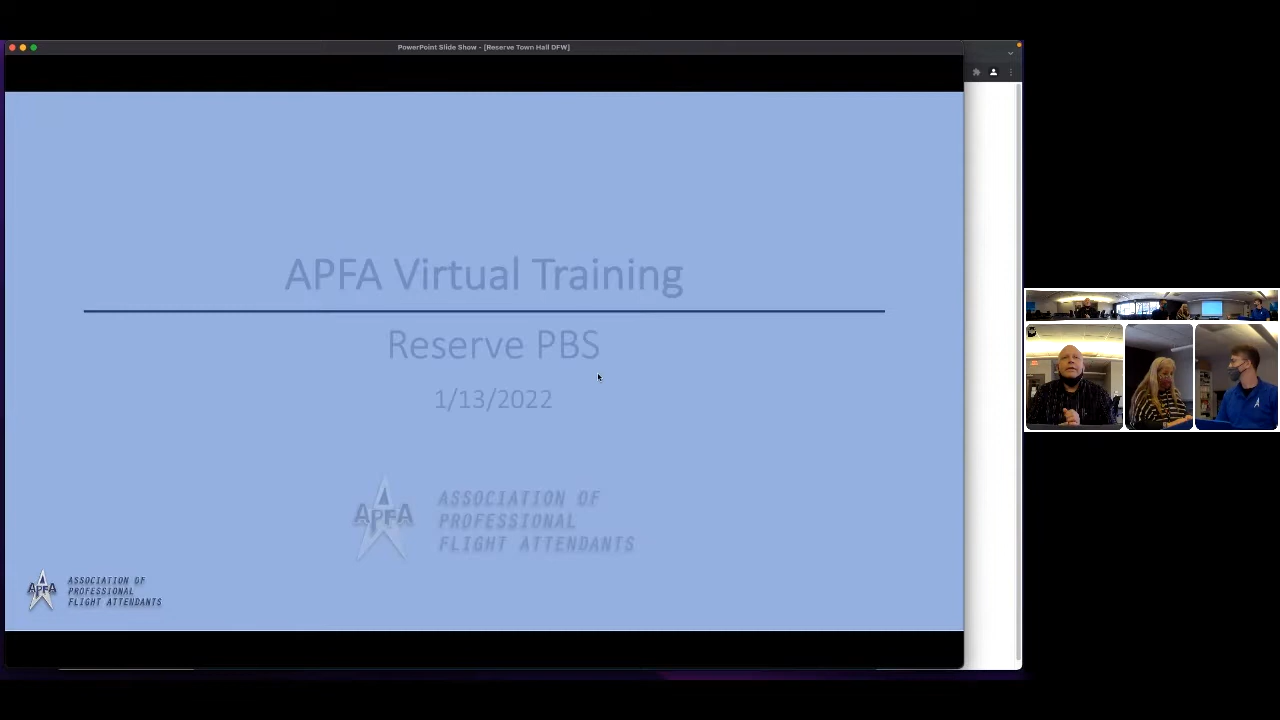 PowerPoint Slide Show - [Reserve Town Hall DFW]
APFA Virtual Training
Reserve PBS
1/13/2022
APFA
ASSOCIATION OF
PROFESSIONAL
FLIGHT ATTENDANTS
APFA
ASSOCIATION OF
PROFESSIONAL
FLIGHT ATTENDANTS